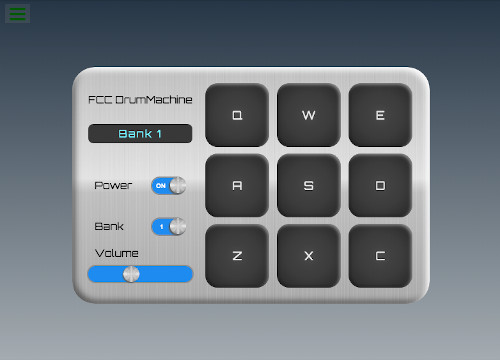 FCC DrumMachine
Bank 1
Power ON
Bank 1
Volume
Q W E
A S D
Z X C